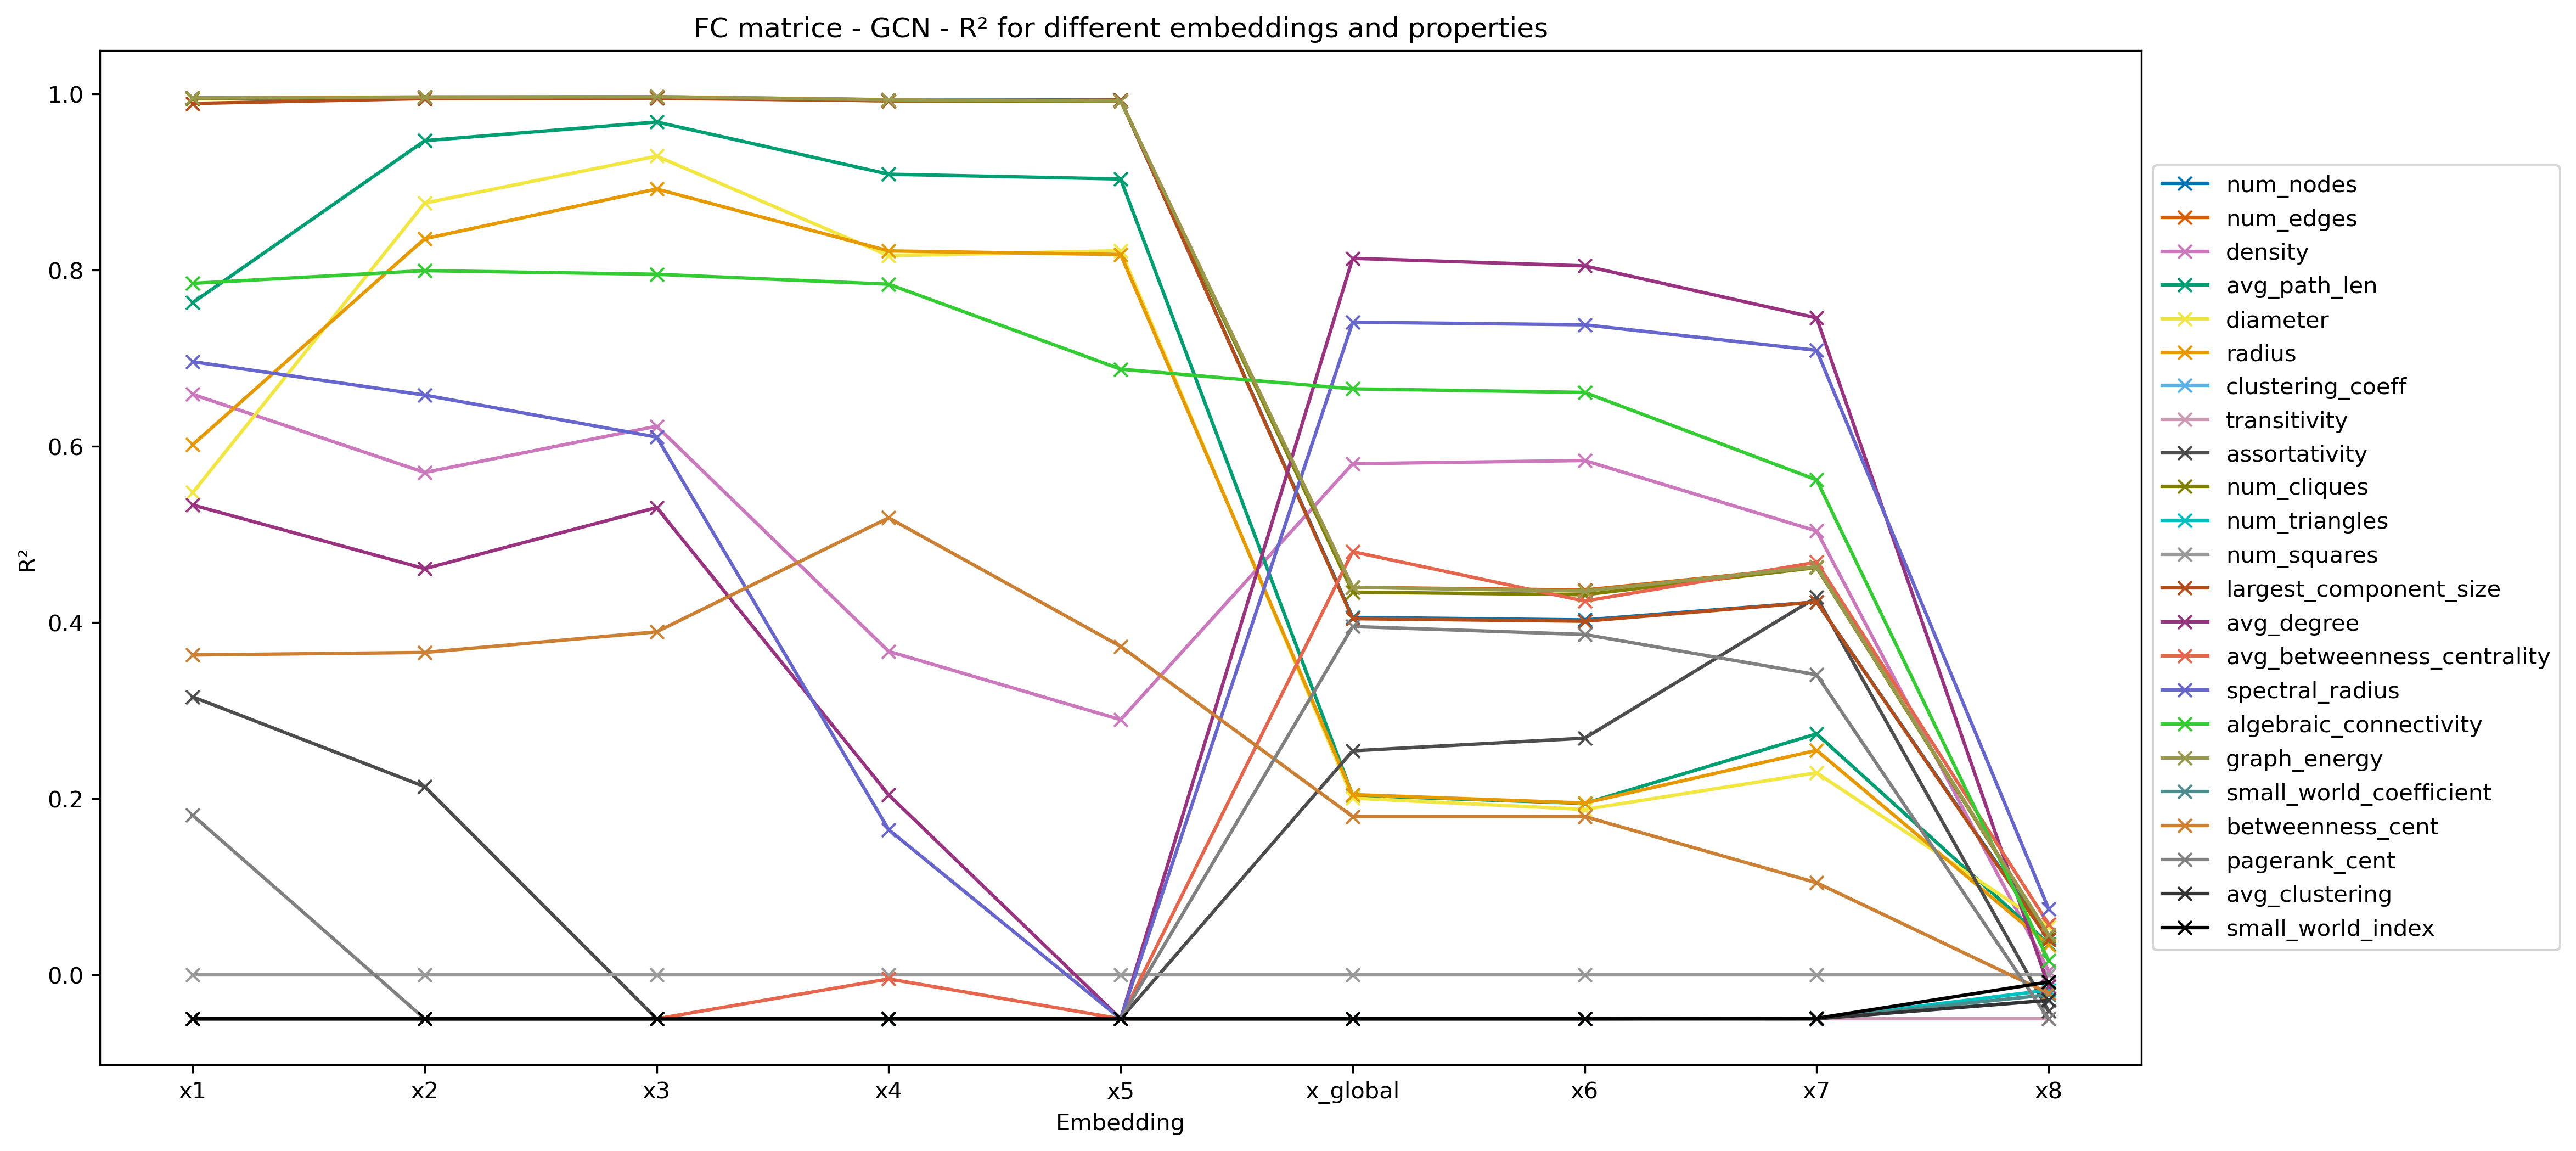 FC matrice - GCN - R² for different embeddings and properties
1.0
0.8
0.6
0.4
0.2
0.0
R²
x1 x2 x3 x4 x5 x_global x6 x7 x8
Embedding
num_nodes
num_edges
density
avg_path_len
diameter
radius
clustering_coeff
transitivity
assortativity
num_cliques
num_triangles
num_squares
largest_component_size
avg_degree
avg_betweenness_centrality
spectral_radius
algebraic_connectivity
graph_energy
small_world_coefficient
betweenness_cent
pagerank_cent
avg_clustering
small_world_index